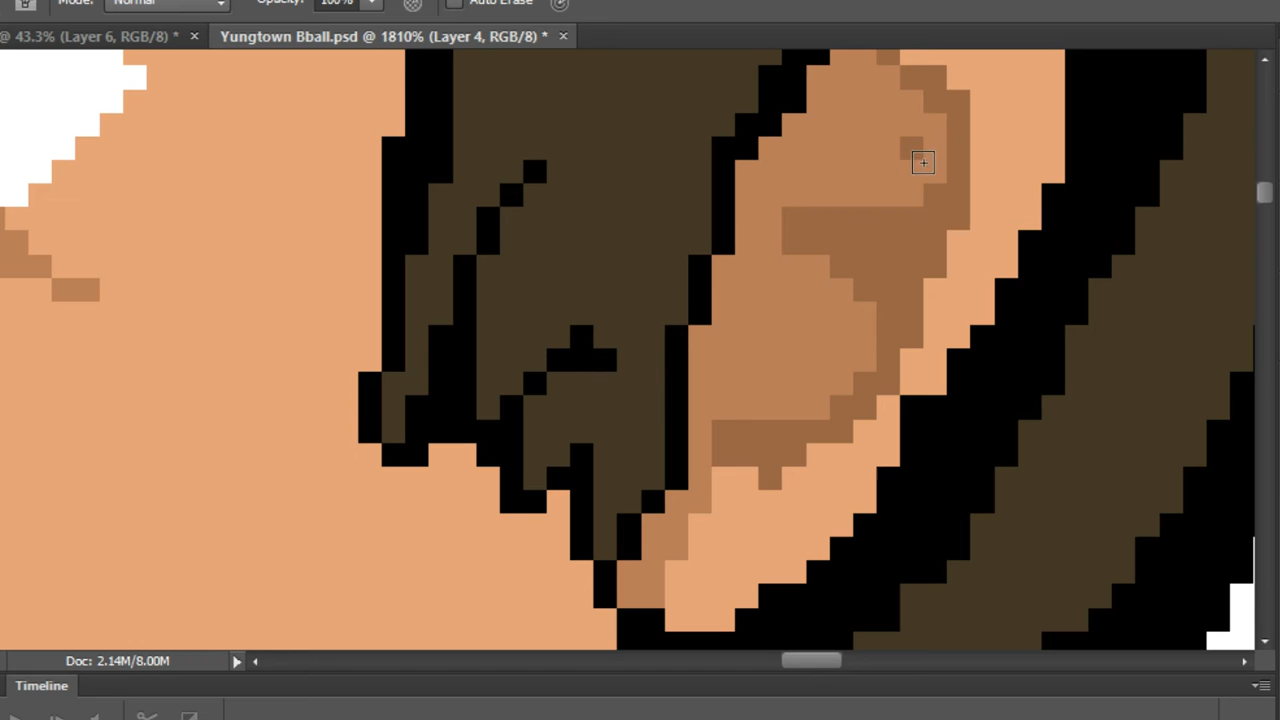 Mode: Normal Opacity: 100% Auto Erase
@ 43.3% (Layer 6, RGB/8) * × Yungtown Bball.psd @ 1810% (Layer 4, RGB/8) * ×
Doc: 2.14M/8.00M
Timeline